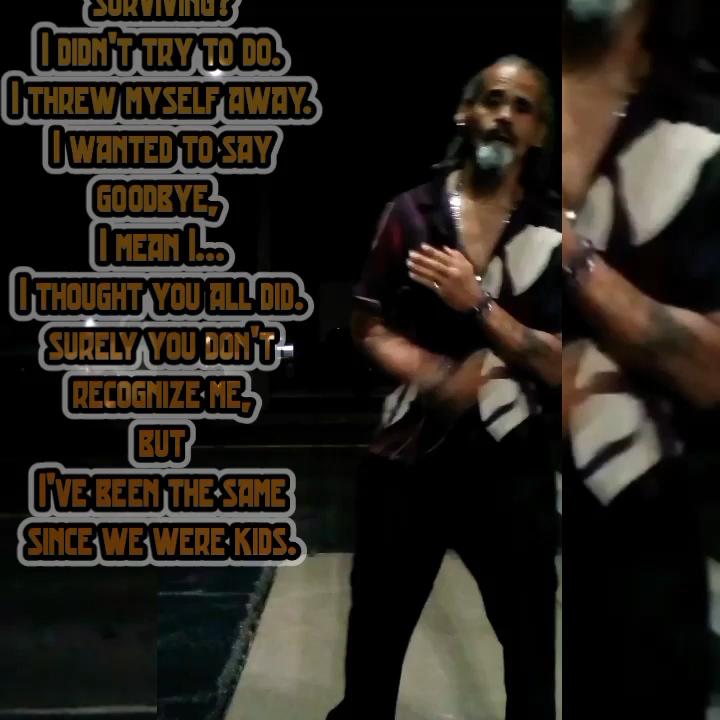 SURVIVING?
I DIDN'T TRY TO DO.
I THREW MYSELF AWAY.
I WANTED TO SAY
GOODBYE,
I MEAN I...
I THOUGHT YOU ALL DID.
SURELY YOU DON'T
RECOGNIZE ME,
BUT
I'VE BEEN THE SAME
SINCE WE WERE KIDS.